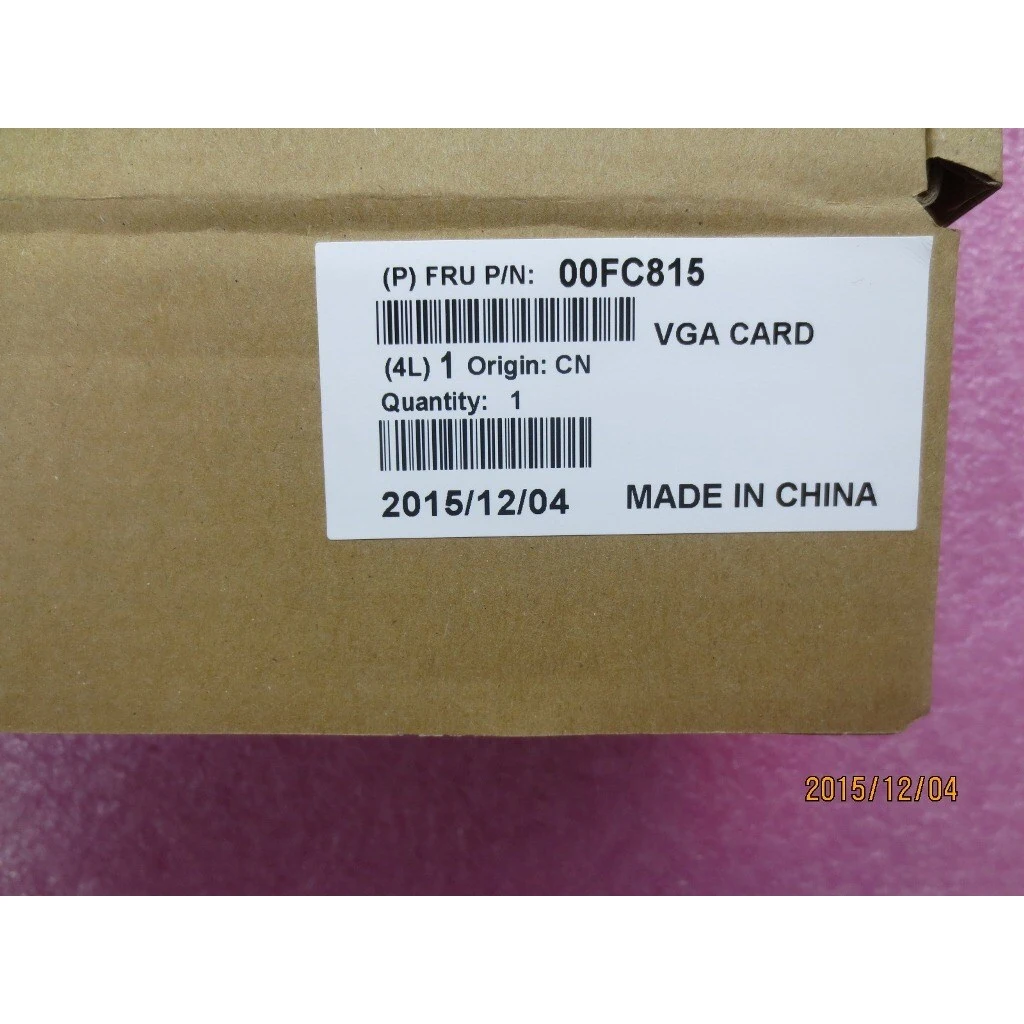 (P) FRU P/N: 00FC815
VGA CARD
(4L) 1 Origin: CN
Quantity: 1
2015/12/04 MADE IN CHINA
2015/12/04